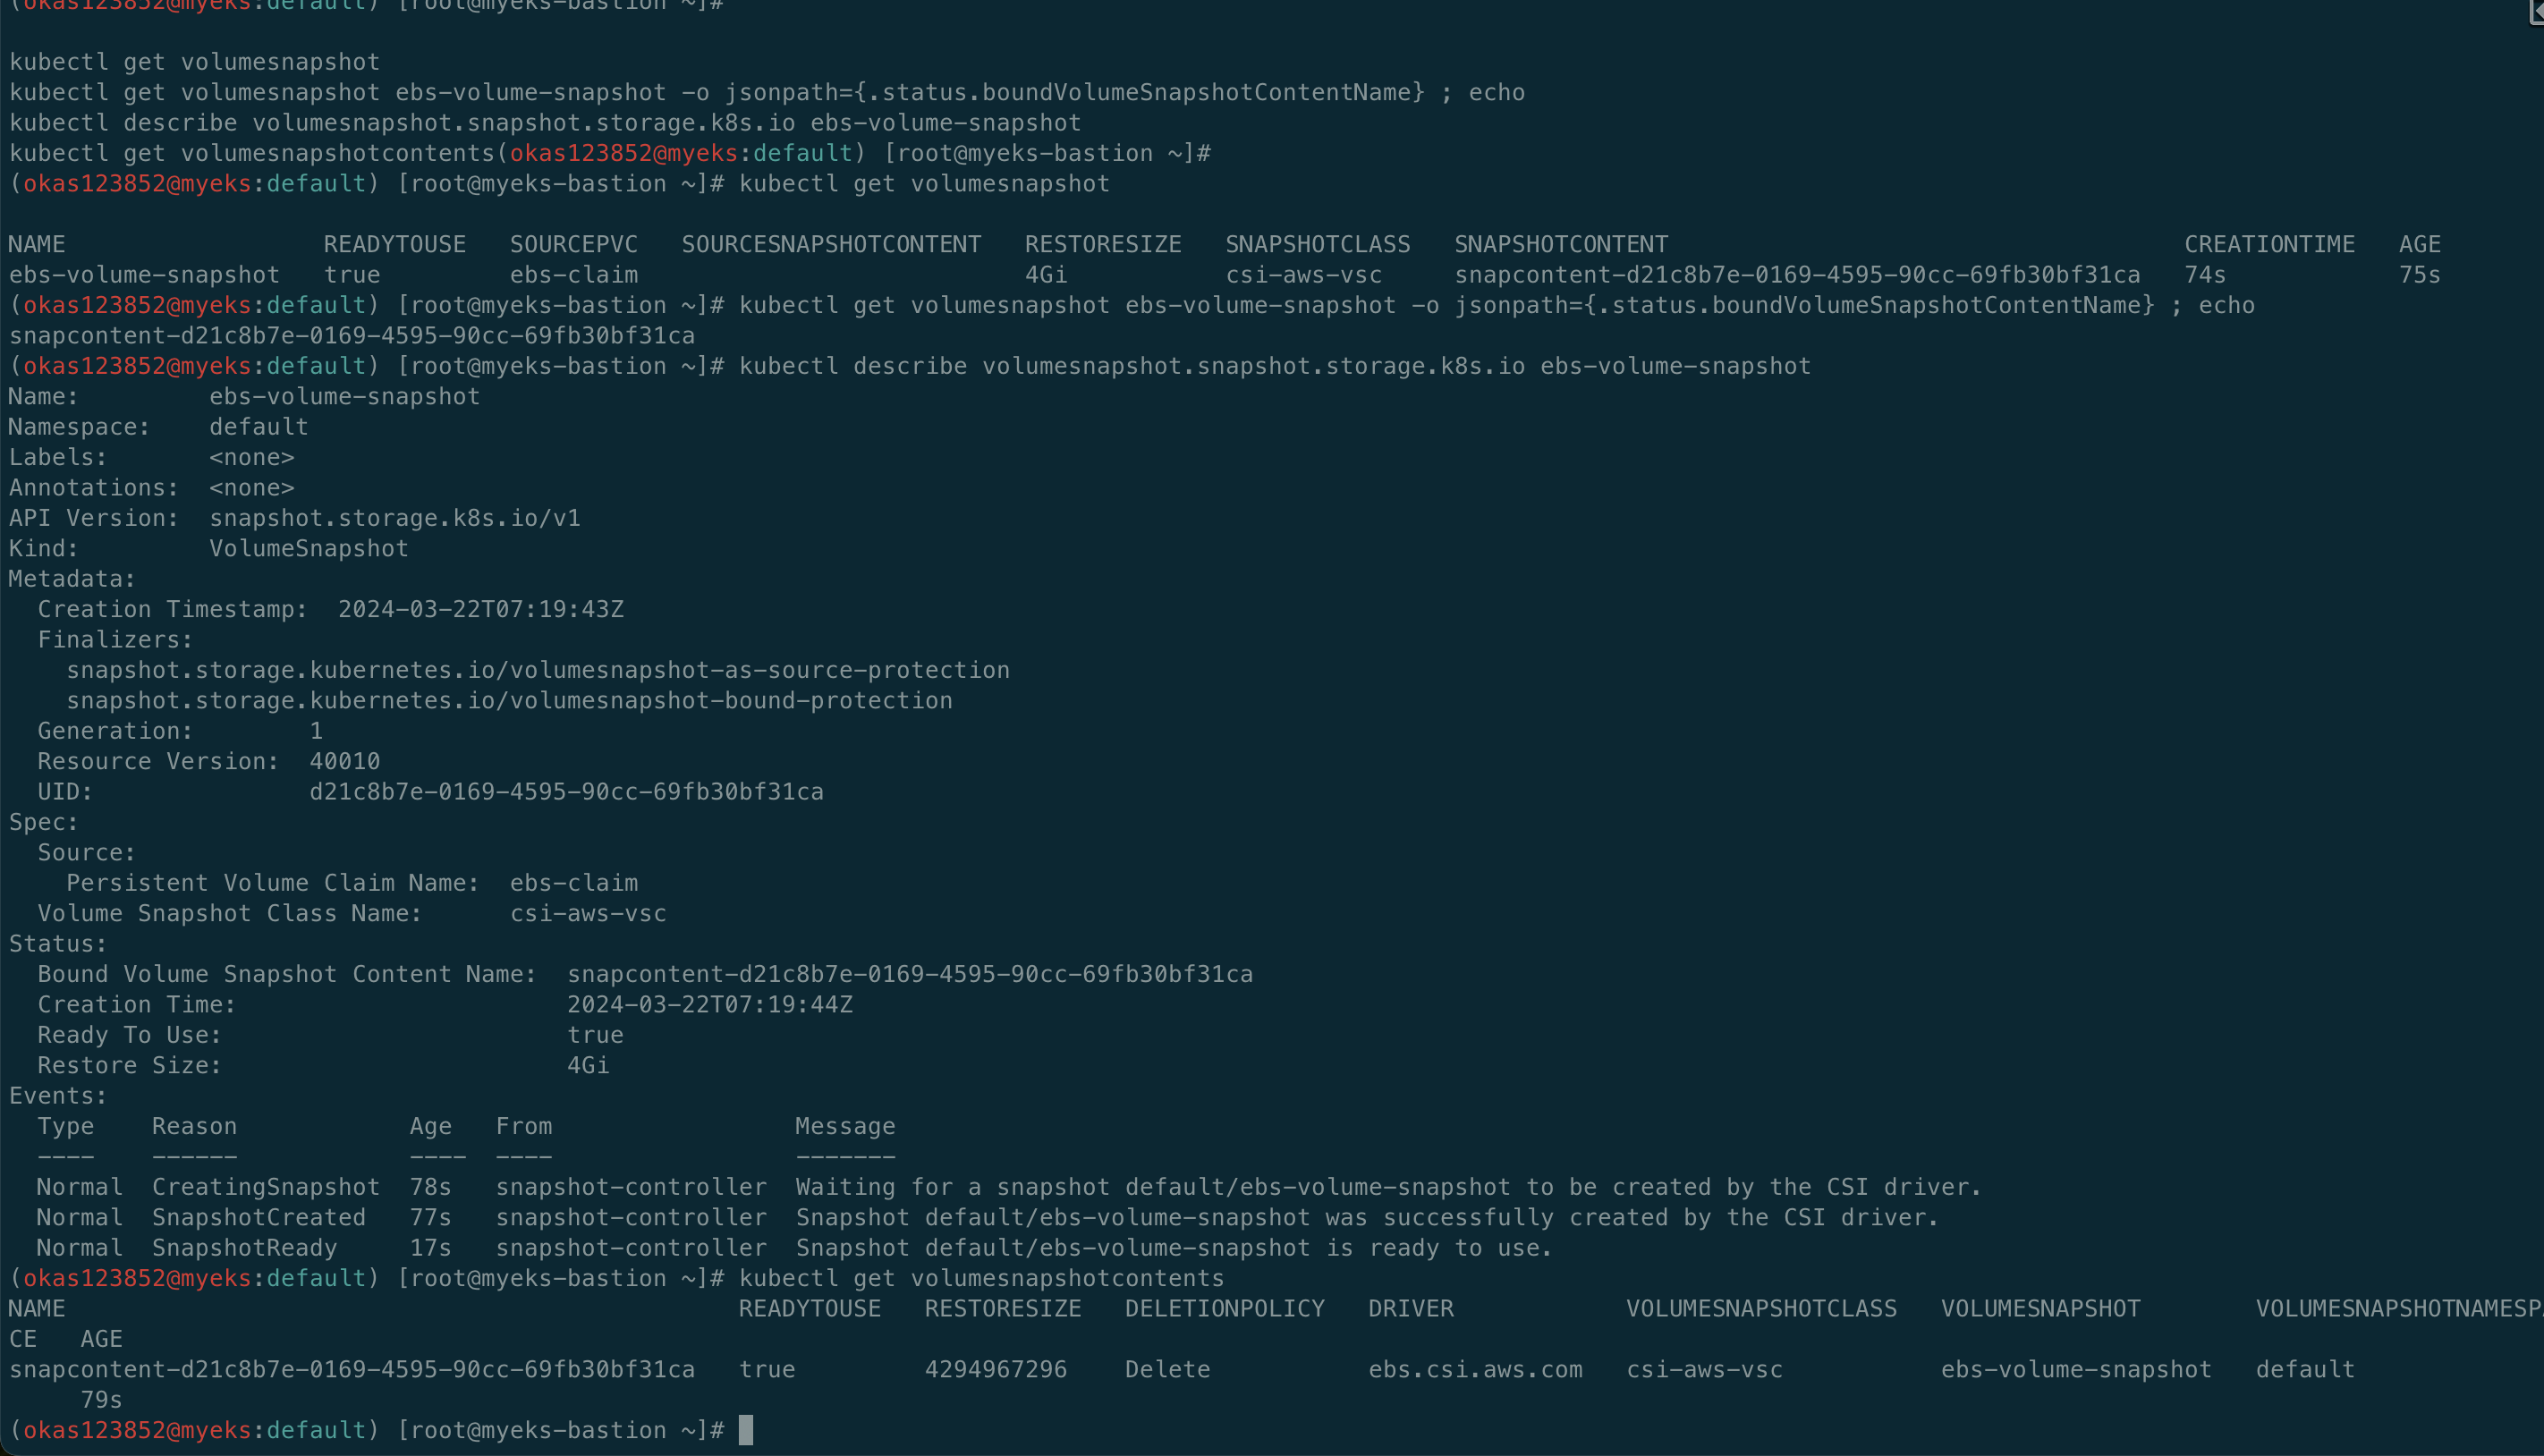 (okas123852@myeks:default) [root@myeks-bastion ~]#
kubectl get volumesnapshot
kubectl get volumesnapshot ebs-volume-snapshot -o jsonpath={.status.boundVolumeSnapshotContentName} ; echo
kubectl describe volumesnapshot.snapshot.storage.k8s.io ebs-volume-snapshot
kubectl get volumesnapshotcontents(okas123852@myeks:default) [root@myeks-bastion ~]#
(okas123852@myeks:default) [root@myeks-bastion ~]# kubectl get volumesnapshot
NAME                  READYTOUSE   SOURCEPVC   SOURCESNAPSHOTCONTENT   RESTORESIZE   SNAPSHOTCLASS   SNAPSHOTCONTENT                                    CREATIONTIME   AGE
ebs-volume-snapshot   true         ebs-claim                           4Gi           csi-aws-vsc     snapcontent-d21c8b7e-0169-4595-90cc-69fb30bf31ca   74s            75s
(okas123852@myeks:default) [root@myeks-bastion ~]# kubectl get volumesnapshot ebs-volume-snapshot -o jsonpath={.status.boundVolumeSnapshotContentName} ; echo
snapcontent-d21c8b7e-0169-4595-90cc-69fb30bf31ca
(okas123852@myeks:default) [root@myeks-bastion ~]# kubectl describe volumesnapshot.snapshot.storage.k8s.io ebs-volume-snapshot
Name:         ebs-volume-snapshot
Namespace:    default
Labels:       <none>
Annotations:  <none>
API Version:  snapshot.storage.k8s.io/v1
Kind:         VolumeSnapshot
Metadata:
  Creation Timestamp:  2024-03-22T07:19:43Z
  Finalizers:
    snapshot.storage.kubernetes.io/volumesnapshot-as-source-protection
    snapshot.storage.kubernetes.io/volumesnapshot-bound-protection
  Generation:        1
  Resource Version:  40010
  UID:               d21c8b7e-0169-4595-90cc-69fb30bf31ca
Spec:
  Source:
    Persistent Volume Claim Name:  ebs-claim
  Volume Snapshot Class Name:      csi-aws-vsc
Status:
  Bound Volume Snapshot Content Name:  snapcontent-d21c8b7e-0169-4595-90cc-69fb30bf31ca
  Creation Time:                       2024-03-22T07:19:44Z
  Ready To Use:                        true
  Restore Size:                        4Gi
Events:
  Type    Reason            Age   From                 Message
  ----    ------            ----  ----                 -------
  Normal  CreatingSnapshot  78s   snapshot-controller  Waiting for a snapshot default/ebs-volume-snapshot to be created by the CSI driver.
  Normal  SnapshotCreated   77s   snapshot-controller  Snapshot default/ebs-volume-snapshot was successfully created by the CSI driver.
  Normal  SnapshotReady     17s   snapshot-controller  Snapshot default/ebs-volume-snapshot is ready to use.
(okas123852@myeks:default) [root@myeks-bastion ~]# kubectl get volumesnapshotcontents
NAME                                               READYTOUSE   RESTORESIZE   DELETIONPOLICY   DRIVER            VOLUMESNAPSHOTCLASS   VOLUMESNAPSHOT        VOLUMESNAPSHOTNAMESPA
CE   AGE
snapcontent-d21c8b7e-0169-4595-90cc-69fb30bf31ca   true         4294967296    Delete           ebs.csi.aws.com   csi-aws-vsc           ebs-volume-snapshot   default
     79s
(okas123852@myeks:default) [root@myeks-bastion ~]#